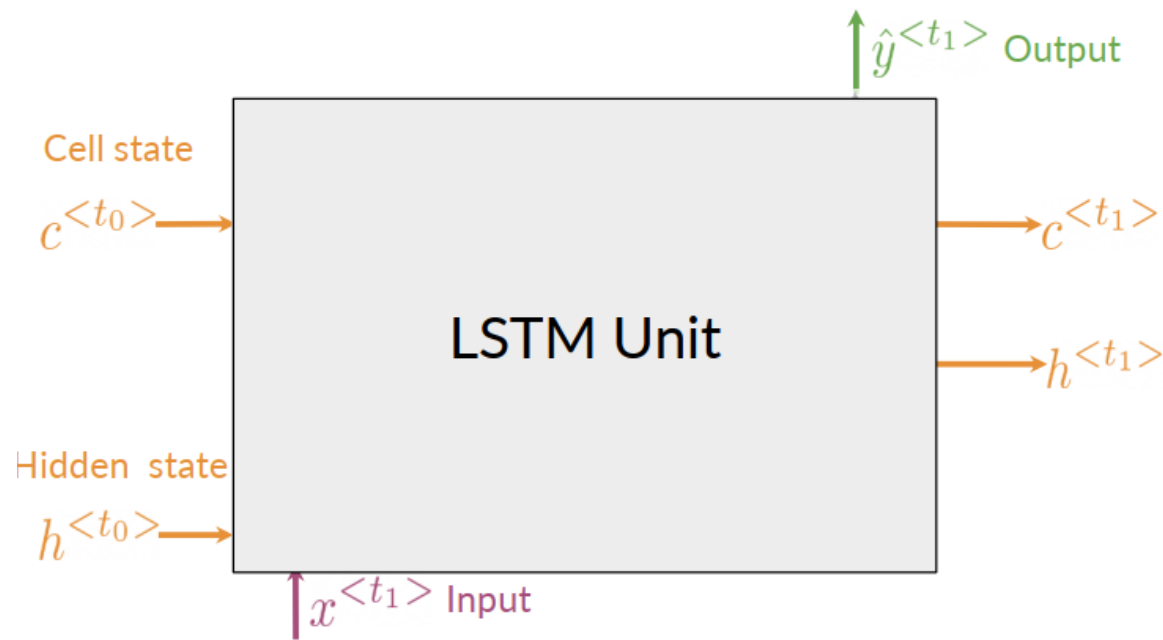 ŷ<t₁> Output
Cell state
c<t₀>
c<t₁>
LSTM Unit
h<t₁>
Hidden state
h<t₀>
x<t₁> Input